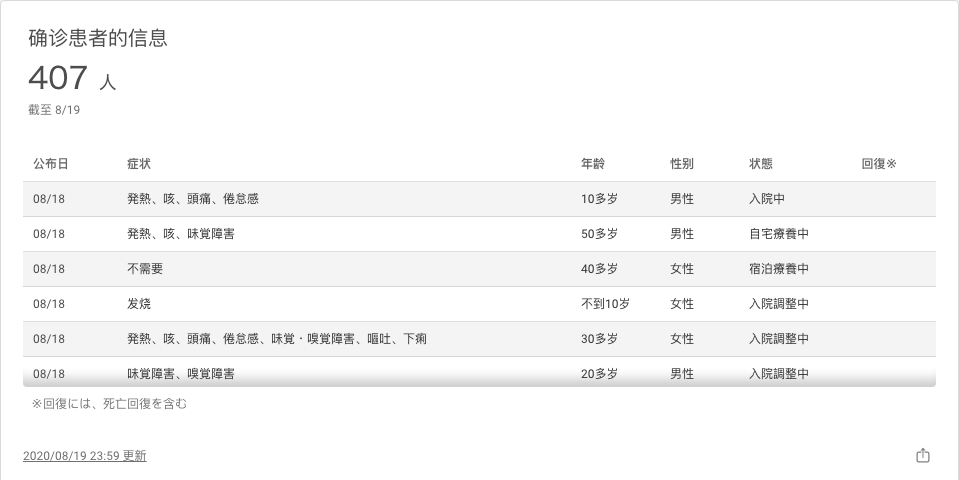 确诊患者的信息
407 人
截至 8/19
公布日 症状 年龄 性别 状態 回復※
08/18 発熱、咳、頭痛、倦怠感 10多岁 男性 入院中
08/18 発熱、咳、味覚障害 50多岁 男性 自宅療養中
08/18 不需要 40多岁 女性 宿泊療養中
08/18 发烧 不到10岁 女性 入院調整中
08/18 発熱、咳、頭痛、倦怠感、味覚・嗅覚障害、嘔吐、下痢 30多岁 女性 入院調整中
08/18 味覚障害、嗅覚障害 20多岁 男性 入院調整中
※回復には、死亡回復を含む
2020/08/19 23:59 更新